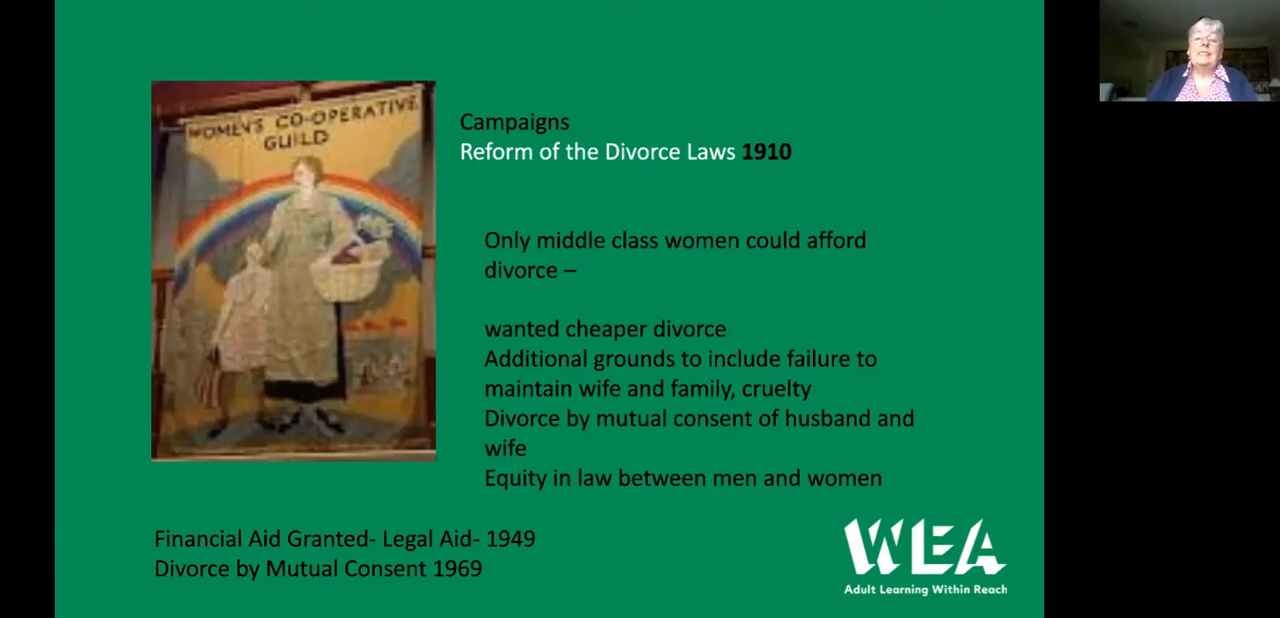 WOMEN'S CO-OPERATIVE
GUILD
Campaigns
Reform of the Divorce Laws 1910
Only middle class women could afford
divorce –
wanted cheaper divorce
Additional grounds to include failure to
maintain wife and family, cruelty
Divorce by mutual consent of husband and
wife
Equity in law between men and women
Financial Aid Granted- Legal Aid- 1949
Divorce by Mutual Consent 1969
WEA
Adult Learning Within Reach